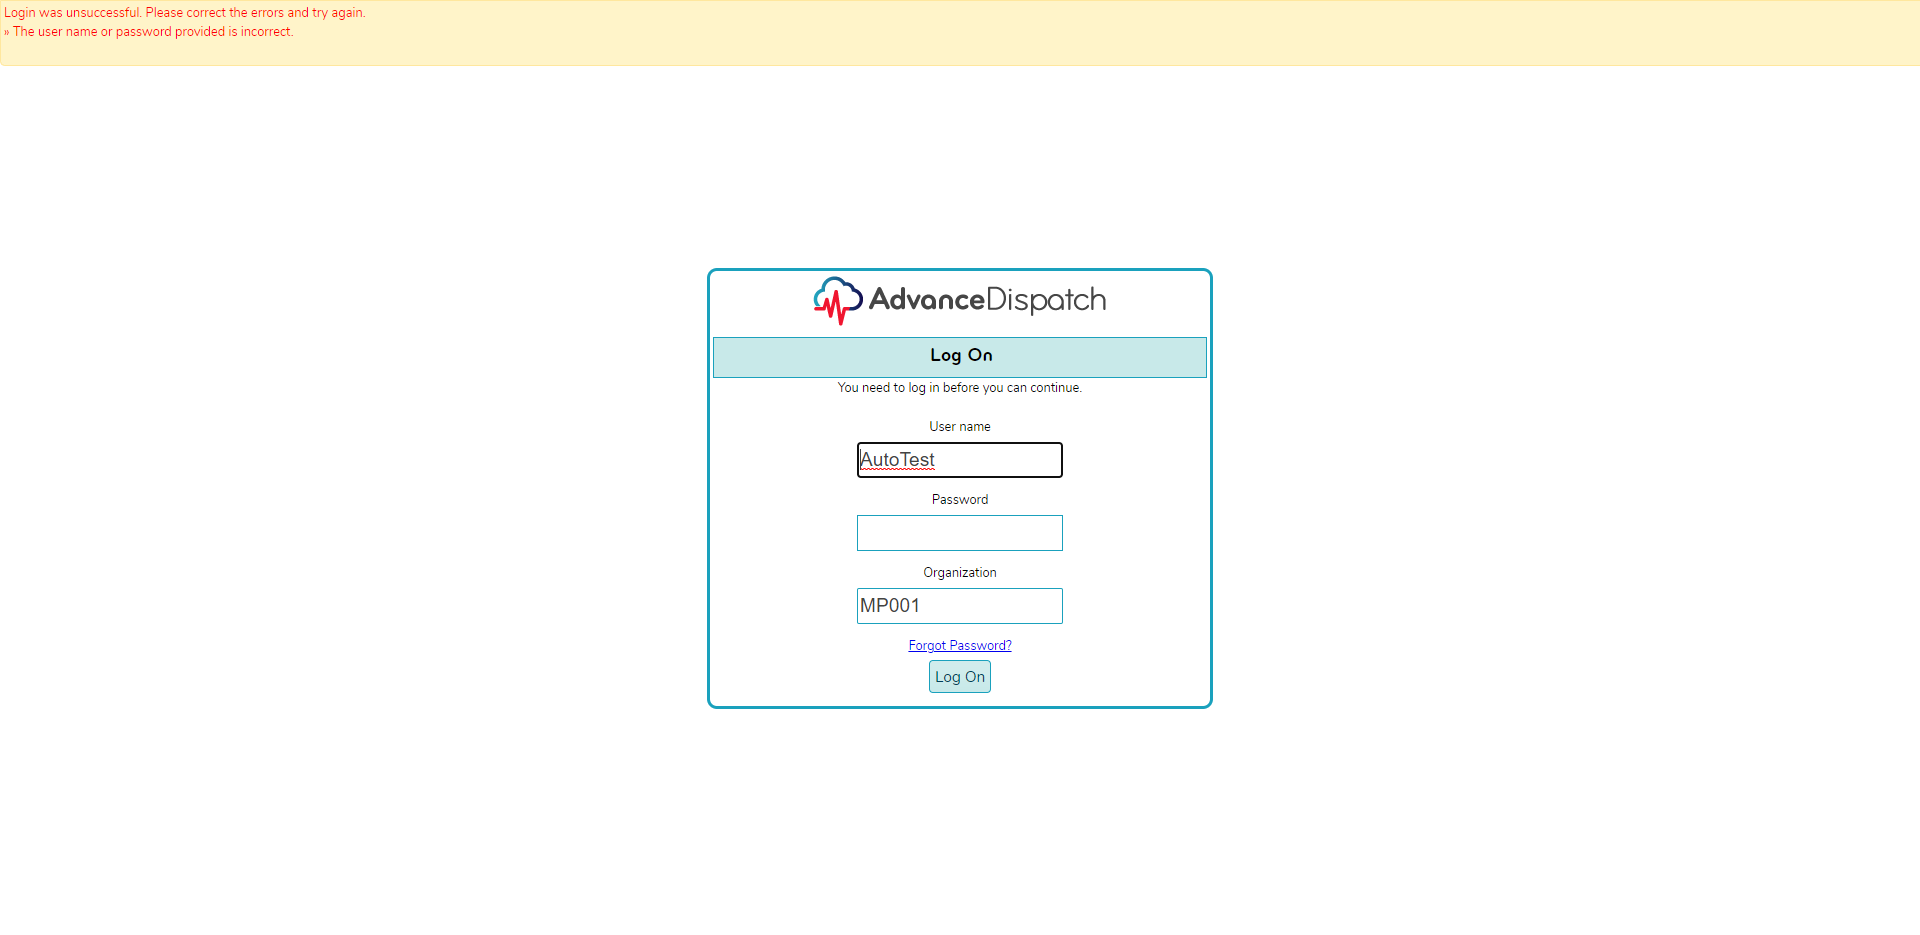 Login was unsuccessful. Please correct the errors and try again.
» The user name or password provided is incorrect.
AdvanceDispatch
Log On
You need to log in before you can continue.
User name
AutoTest
Password
Organization
MP001
Forgot Password?
Log On